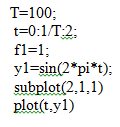 T=100;
t=0:1/T:2;
f1=1;
y1=sin(2*pi*t);
subplot(2,1,1)
plot(t,y1)